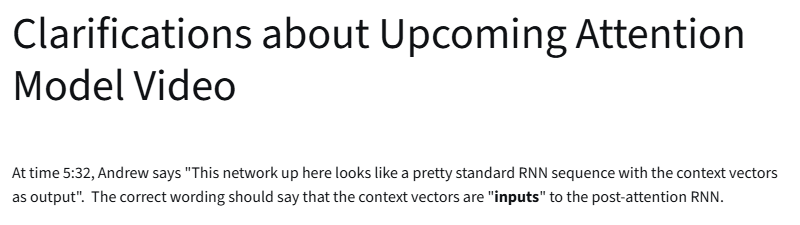 Clarifications about Upcoming Attention
Model Video
At time 5:32, Andrew says "This network up here looks like a pretty standard RNN sequence with the context vectors
as output".  The correct wording should say that the context vectors are "inputs" to the post-attention RNN.